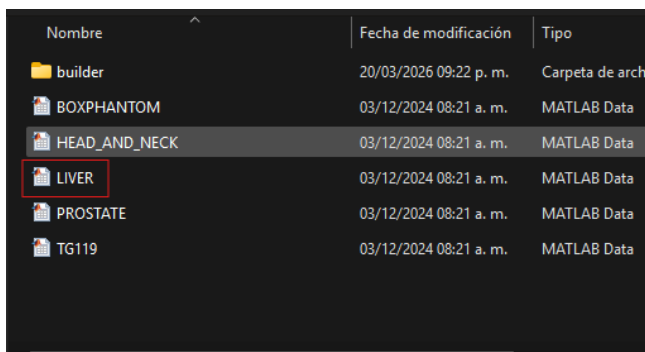 Nombre Fecha de modificación Tipo
builder 20/03/2026 09:22 p. m. Carpeta de arch
BOXPHANTOM 03/12/2024 08:21 a. m. MATLAB Data
HEAD_AND_NECK 03/12/2024 08:21 a. m. MATLAB Data
LIVER 03/12/2024 08:21 a. m. MATLAB Data
PROSTATE 03/12/2024 08:21 a. m. MATLAB Data
TG119 03/12/2024 08:21 a. m. MATLAB Data